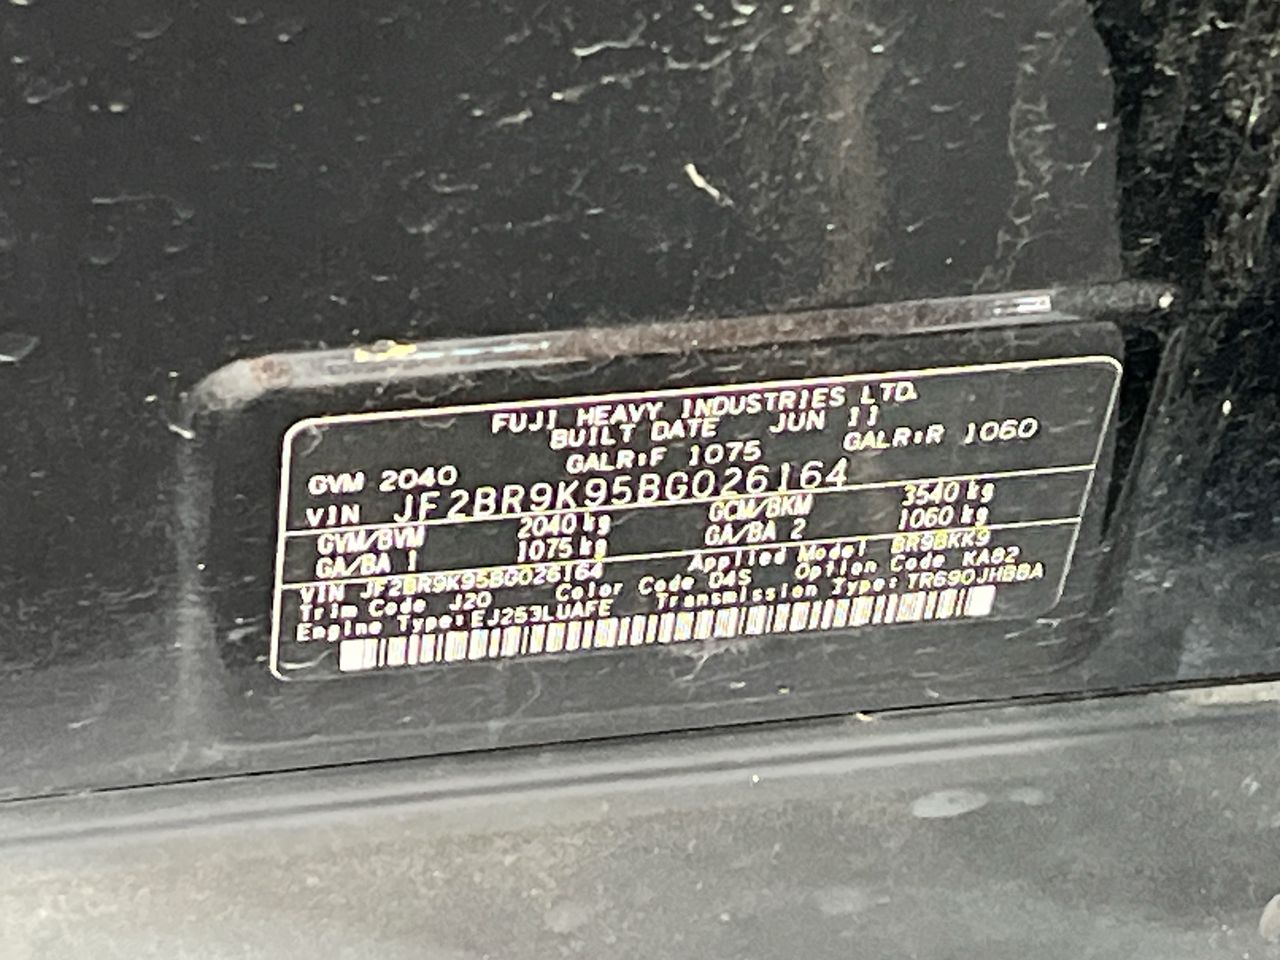 FUJI HEAVY INDUSTRIES LTD.
BUILT DATE JUN 11
GVM 2040 GALR:F 1075 GALR:R 1060
VIN JF2BR9K95BG026164
GVM/BVM 2040 kg GCM/BKM 3540 kg
GA/BA 1 1075 kg GA/BA 2 1060 kg
VIN JF2BR9K95BG026164 Applied Model BR9BKK9
Trim Code J20 Color Code D4S Option Code KA82
Engine Type: EJ253LUAFE Transmission Type: TR690JHBBA